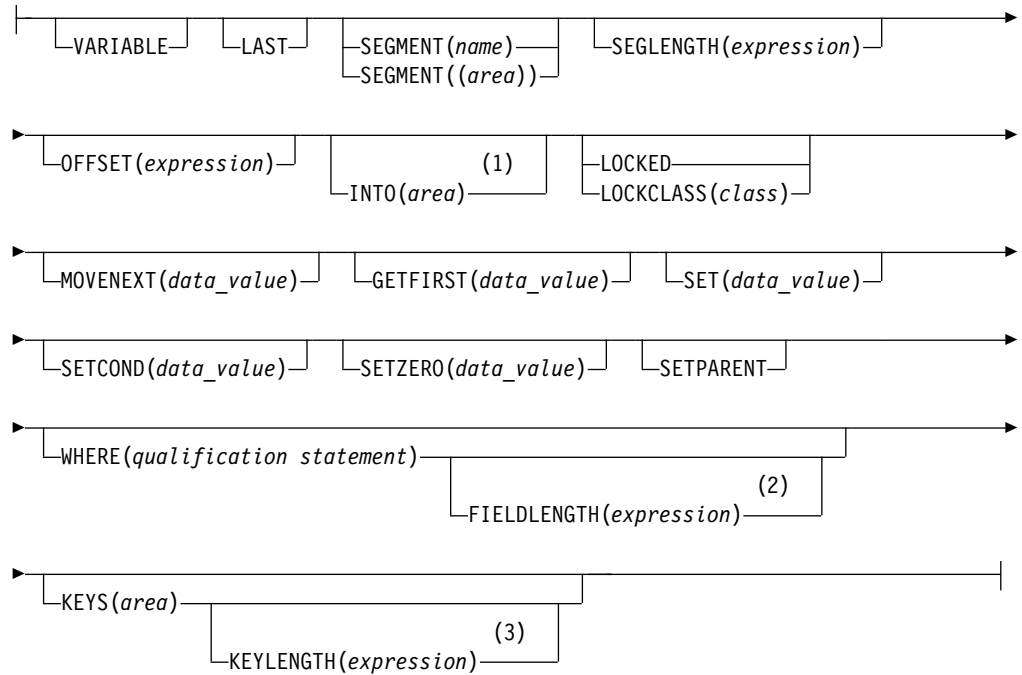 VARIABLE LAST SEGMENT(name) SEGLENGTH(expression)
SEGMENT((area))
OFFSET(expression) (1) LOCKED
INTO(area) LOCKCLASS(class)
MOVENEXT(data_value) GETFIRST(data_value) SET(data_value)
SETCOND(data_value) SETZERO(data_value) SETPARENT
WHERE(qualification statement)
(2)
FIELDLENGTH(expression)
KEYS(area)
(3)
KEYLENGTH(expression)